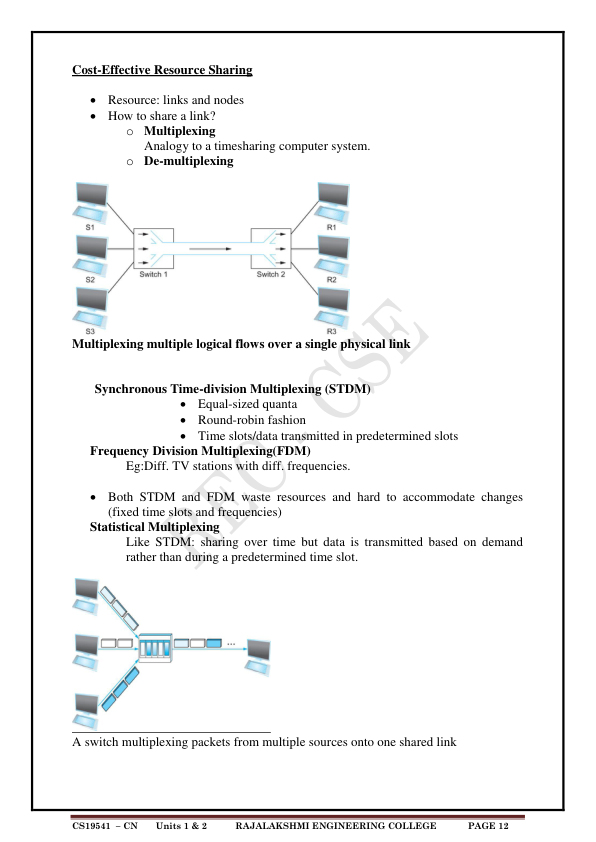 Cost-Effective Resource Sharing
• Resource: links and nodes
• How to share a link?
o Multiplexing
Analogy to a timesharing computer system.
o De-multiplexing
S1
R1
Switch 1
Switch 2
S2
R2
S3
R3
Multiplexing multiple logical flows over a single physical link
Synchronous Time-division Multiplexing (STDM)
• Equal-sized quanta
• Round-robin fashion
• Time slots/data transmitted in predetermined slots
Frequency Division Multiplexing(FDM)
Eg:Diff. TV stations with diff. frequencies.
• Both STDM and FDM waste resources and hard to accommodate changes
(fixed time slots and frequencies)
Statistical Multiplexing
Like STDM: sharing over time but data is transmitted based on demand
rather than during a predetermined time slot.
...
A switch multiplexing packets from multiple sources onto one shared link
REC - CSE
CS19541 – CN Units 1 & 2 RAJALAKSHMI ENGINEERING COLLEGE PAGE 12